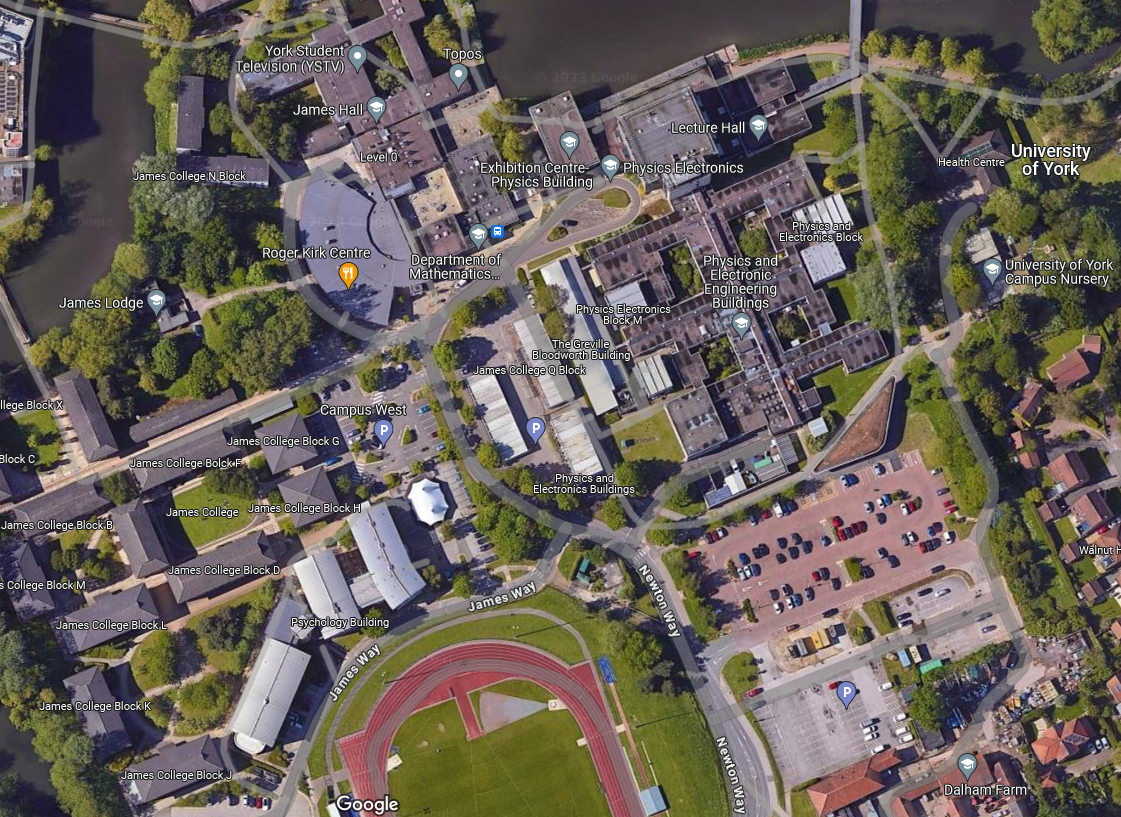 York Student
Television (YSTV)
Topos
© 2023 Google
James Hall
Lecture Hall
Level 0
Health Centre
University
of York
James College N Block
Exhibition Centre-
Physics Building
Physics Electronics
Physics and
Electronics Block
Roger Kirk Centre
Department of
Mathematics...
Physics and
Electronic
Engineering
Buildings
University of York
Campus Nursery
James Lodge
Physics Electronics
Block M
The Greville
Bloodworth Building
James College Q Block
llege Block X
Campus West
P
P
James College Block G
Block C
James College Bolck F
Physics and
Electronics Buildings
James College
James College Block H
James College Block B
Walnut H
James College Block D
s College Block M
James Way
Newton Way
James College Block L
Psychology Building
James Way
P
James College Block K
Newton Way
James College Block J
Dalham Farm
Google